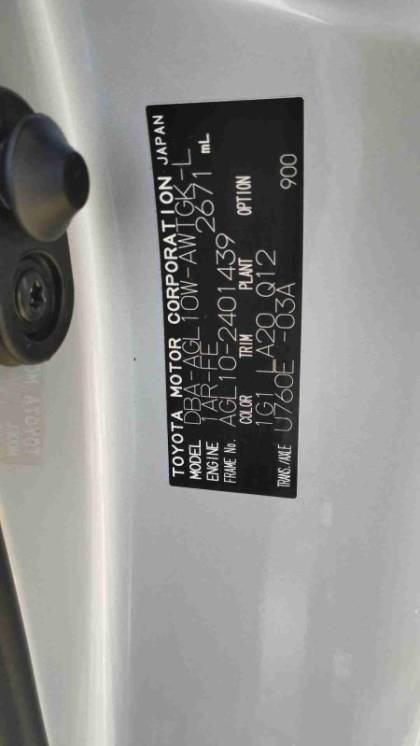 TOYOTA MOTOR CORPORATION JAPAN
MODEL DBA-AGL10W-AWTGK-L
ENGINE 1AR-FE 2671 mL
FRAME No. AGL10-2401439
COLOR TRIM PLANT OPTION
1G1 LA20 Q12
TRANS./AXLE U760E -03A 900